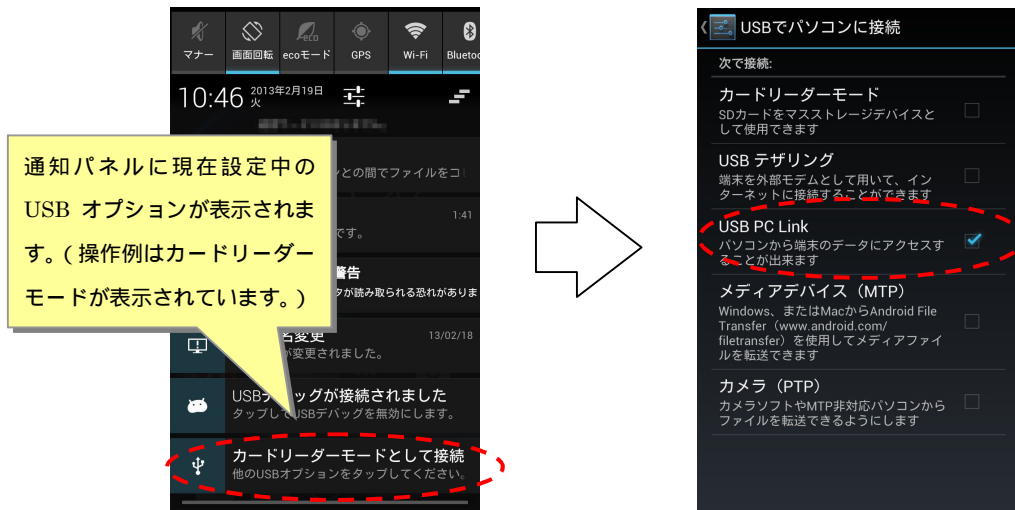 マナー
画面回転
ecoモード
GPS
Wi-Fi
10:46 2013年2月19日
火
通知パネルに現在設定中の
USB オプションが表示されま
す。(操作例はカードリーダー
モードが表示されています。)
との間でファイルをコ
1:41
です。
警告
が読み取られる恐れがありま
名変更
13/02/18
が変更されました。
USBデバッグが接続されました
タップしてUSBデバッグを無効にします。
カードリーダーモードとして接続
他のUSBオプションをタップしてください。
USBでパソコンに接続
次で接続:
カードリーダーモード
SDカードをマスストレージデバイスと
して使用できます
USB テザリング
端末を外部モデムとして用いて、イン
ターネットに接続することができます
USB PC Link
パソコンから端末のデータにアクセスす
ることが出来ます
メディアデバイス（MTP）
Windows、またはMacからAndroid File
Transfer（www.android.com/
filetransfer）を使用してメディアファイ
ルを転送できます
カメラ（PTP）
カメラソフトやMTP非対応パソコンから
ファイルを転送できるようにします